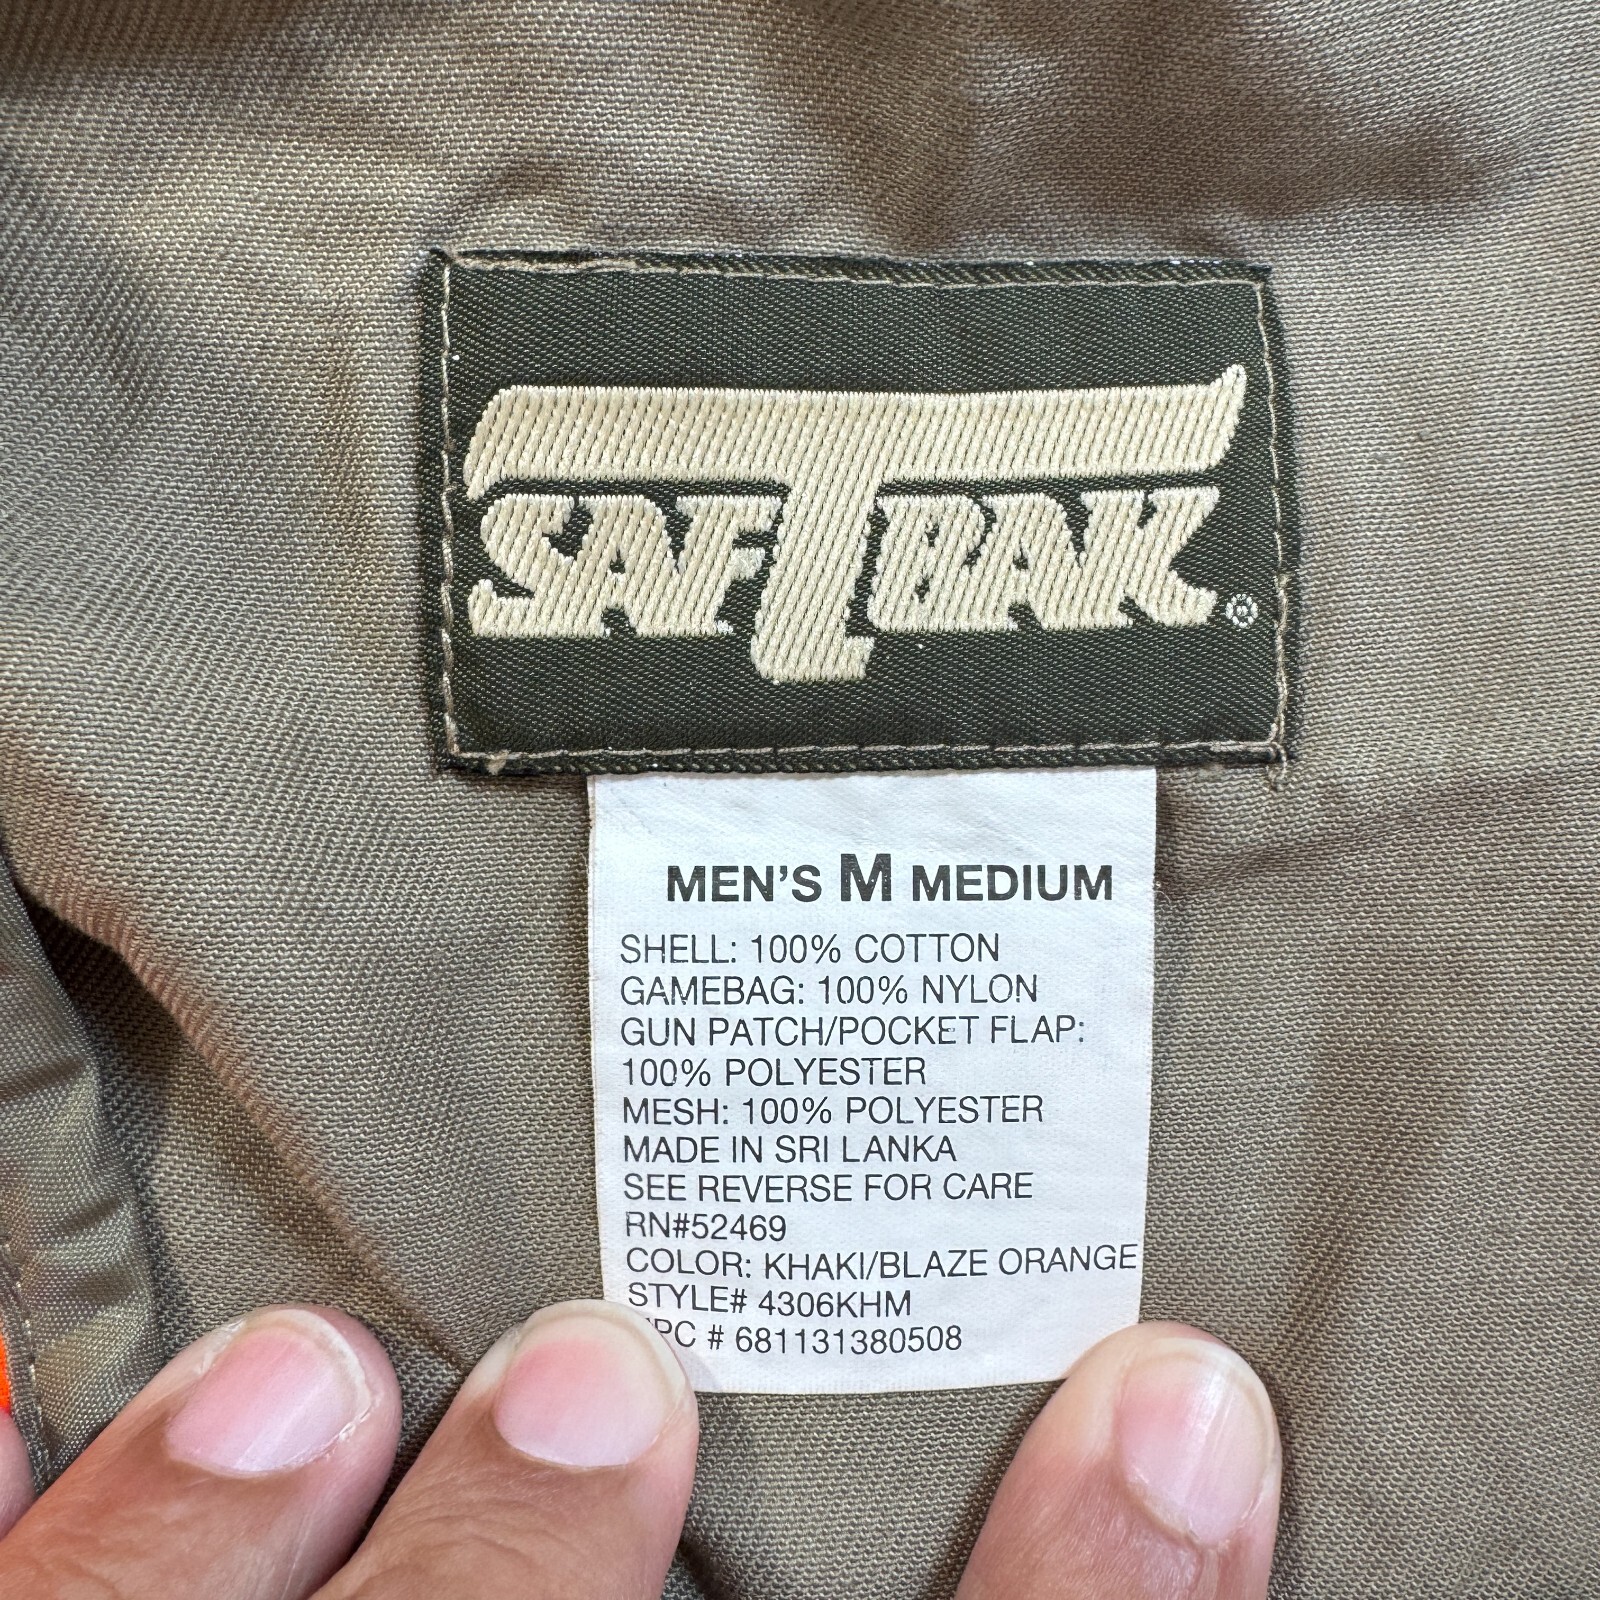 SAFTBAK®
MEN'S M MEDIUM
SHELL: 100% COTTON
GAMEBAG: 100% NYLON
GUN PATCH/POCKET FLAP:
100% POLYESTER
MESH: 100% POLYESTER
MADE IN SRI LANKA
SEE REVERSE FOR CARE
RN#52469
COLOR: KHAKI/BLAZE ORANGE
STYLE# 4306KHM
PC # 681131380508